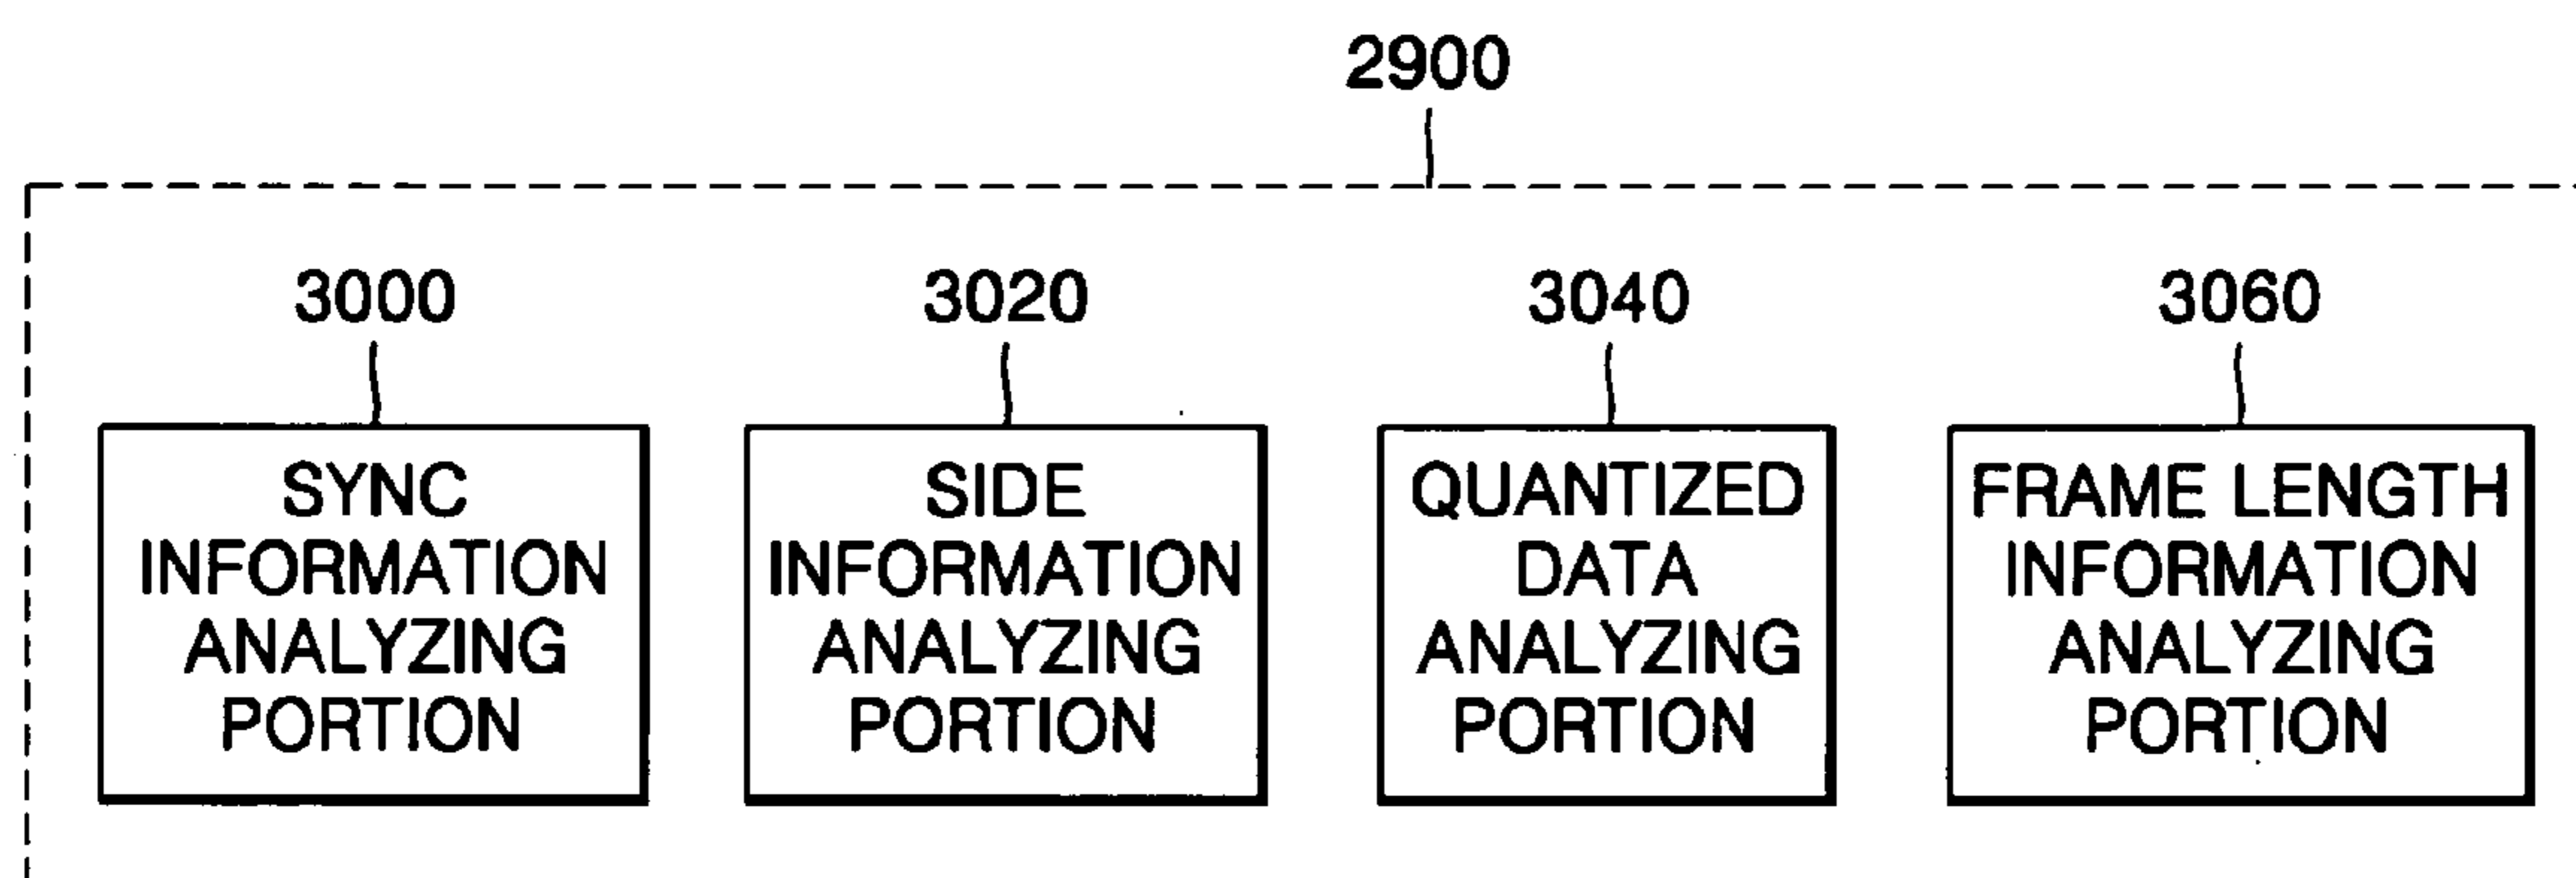 2900
3000
3020
3040
3060
SYNC
INFORMATION
ANALYZING
PORTION
SIDE
INFORMATION
ANALYZING
PORTION
QUANTIZED
DATA
ANALYZING
PORTION
FRAME LENGTH
INFORMATION
ANALYZING
PORTION